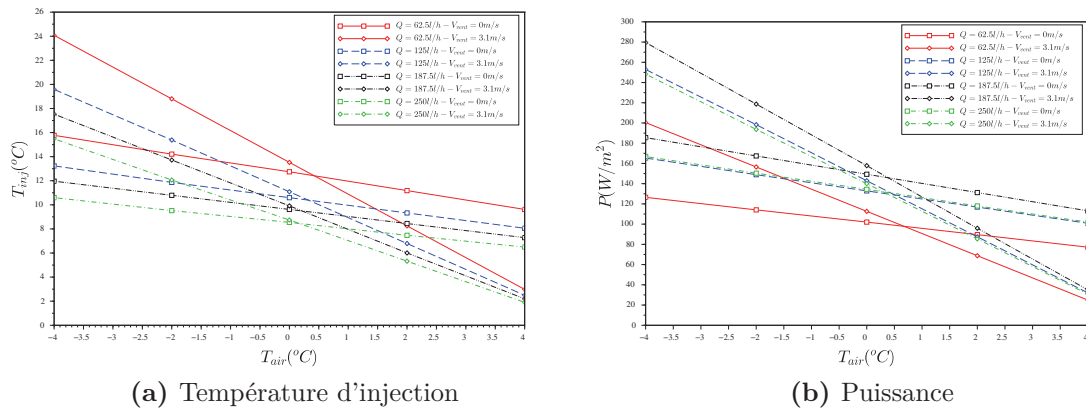 Q = 62.5l/h − V_vent = 0m/s
Q = 62.5l/h − V_vent = 3.1m/s
Q = 125l/h − V_vent = 0m/s
Q = 125l/h − V_vent = 3.1m/s
Q = 187.5l/h − V_vent = 0m/s
Q = 187.5l/h − V_vent = 3.1m/s
Q = 250l/h − V_vent = 0m/s
Q = 250l/h − V_vent = 3.1m/s
T_inj(°C)
26
24
22
20
18
16
14
12
10
8
6
4
2
0
−4 −3.5 −3 −2.5 −2 −1.5 −1 −0.5 0 0.5 1 1.5 2 2.5 3 3.5 4
T_air(°C)
(a) Température d'injection
Q = 62.5l/h − V_vent = 0m/s
Q = 62.5l/h − V_vent = 3.1m/s
Q = 125l/h − V_vent = 0m/s
Q = 125l/h − V_vent = 3.1m/s
Q = 187.5l/h − V_vent = 0m/s
Q = 187.5l/h − V_vent = 3.1m/s
Q = 250l/h − V_vent = 0m/s
Q = 250l/h − V_vent = 3.1m/s
P(W/m²)
300
280
260
240
220
200
180
160
140
120
100
80
60
40
20
0
−4 −3.5 −3 −2.5 −2 −1.5 −1 −0.5 0 0.5 1 1.5 2 2.5 3 3.5 4
T_air(°C)
(b) Puissance